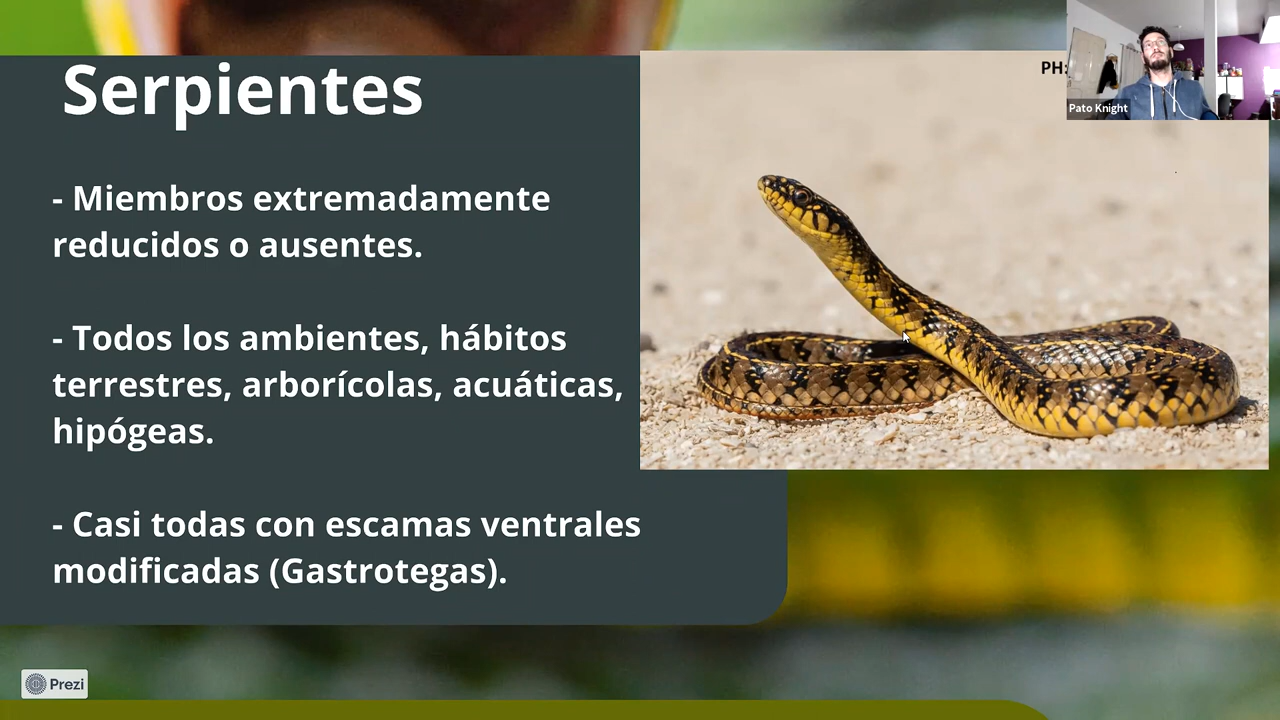 Serpientes
PH:
Pato Knight
- Miembros extremadamente
reducidos o ausentes.
- Todos los ambientes, hábitos
terrestres, arborícolas, acuáticas,
hipógeas.
- Casi todas con escamas ventrales
modificadas (Gastrotegas).
Prezi